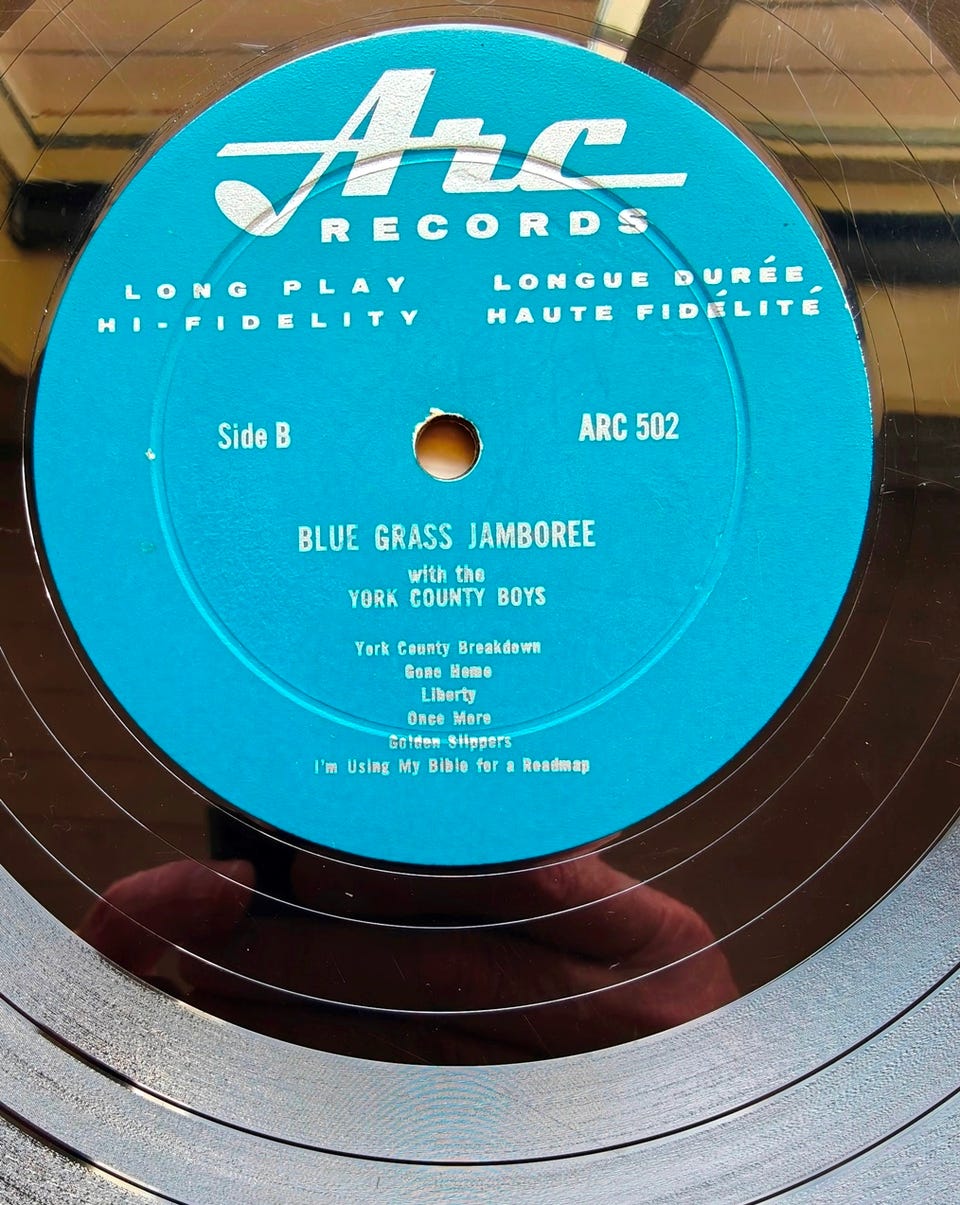 Arc
RECORDS
LONG PLAY LONGUE DURÉE
HI-FIDELITY HAUTE FIDÉLITÉ
Side B ARC 502
BLUE GRASS JAMBOREE
with the
YORK COUNTY BOYS
York County Breakdown
Gone Home
Liberty
Once More
Golden Slippers
I'm Using My Bible for a Roadmap